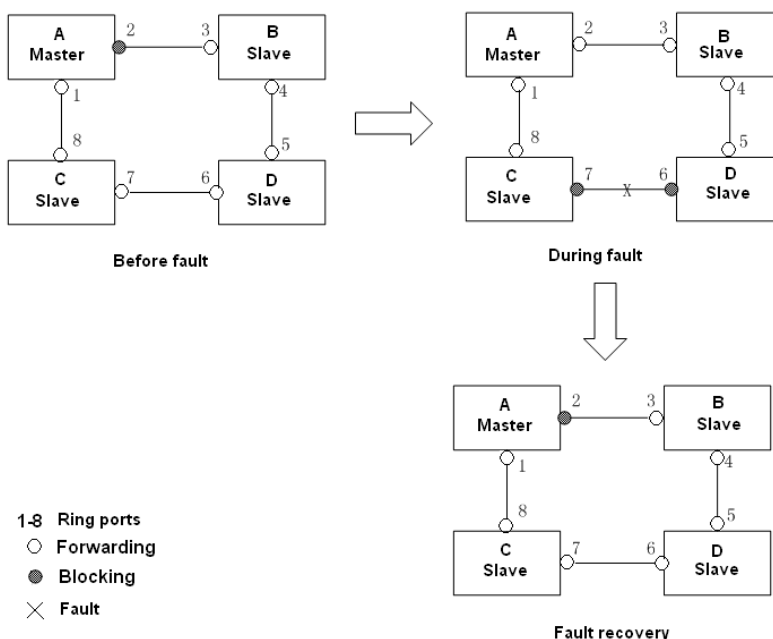 A
Master
2
3
B
Slave
1
4
8
5
C
Slave
7
6
D
Slave
Before fault
A
Master
2
3
B
Slave
1
4
8
5
C
Slave
7
6
D
Slave
X
During fault
A
Master
2
3
B
Slave
1
4
8
5
C
Slave
7
6
D
Slave
Fault recovery
1-8 Ring ports
Forwarding
Blocking
Fault